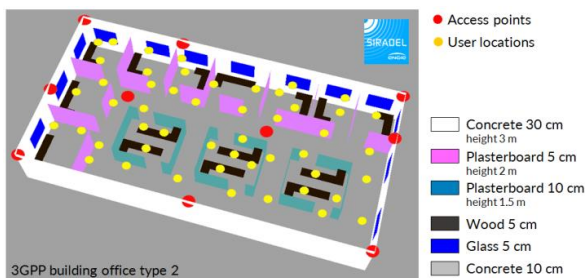 SIRADEL
ENGIE
Access points
User locations
Concrete 30 cm
height 3 m
Plasterboard 5 cm
height 2 m
Plasterboard 10 cm
height 1.5 m
Wood 5 cm
Glass 5 cm
Concrete 10 cm
3GPP building office type 2